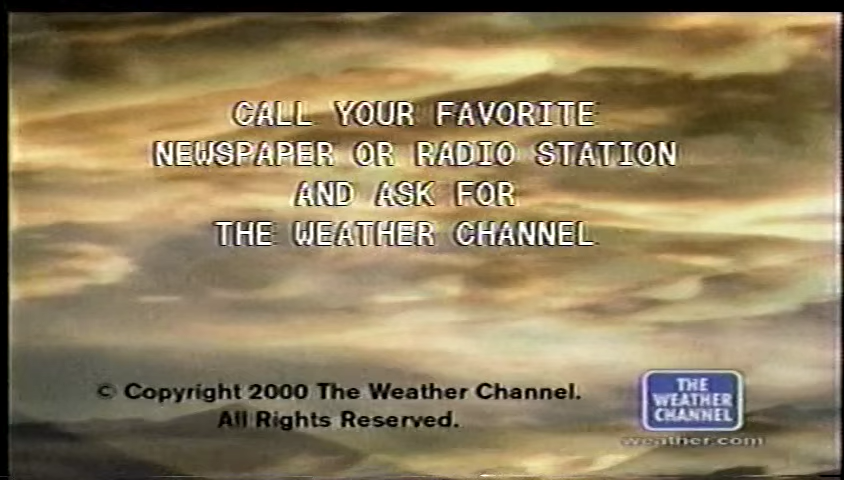 CALL YOUR FAVORITE
NEWSPAPER OR RADIO STATION
AND ASK FOR
THE WEATHER CHANNEL
© Copyright 2000 The Weather Channel.
All Rights Reserved.
THE
WEATHER
CHANNEL
weather.com